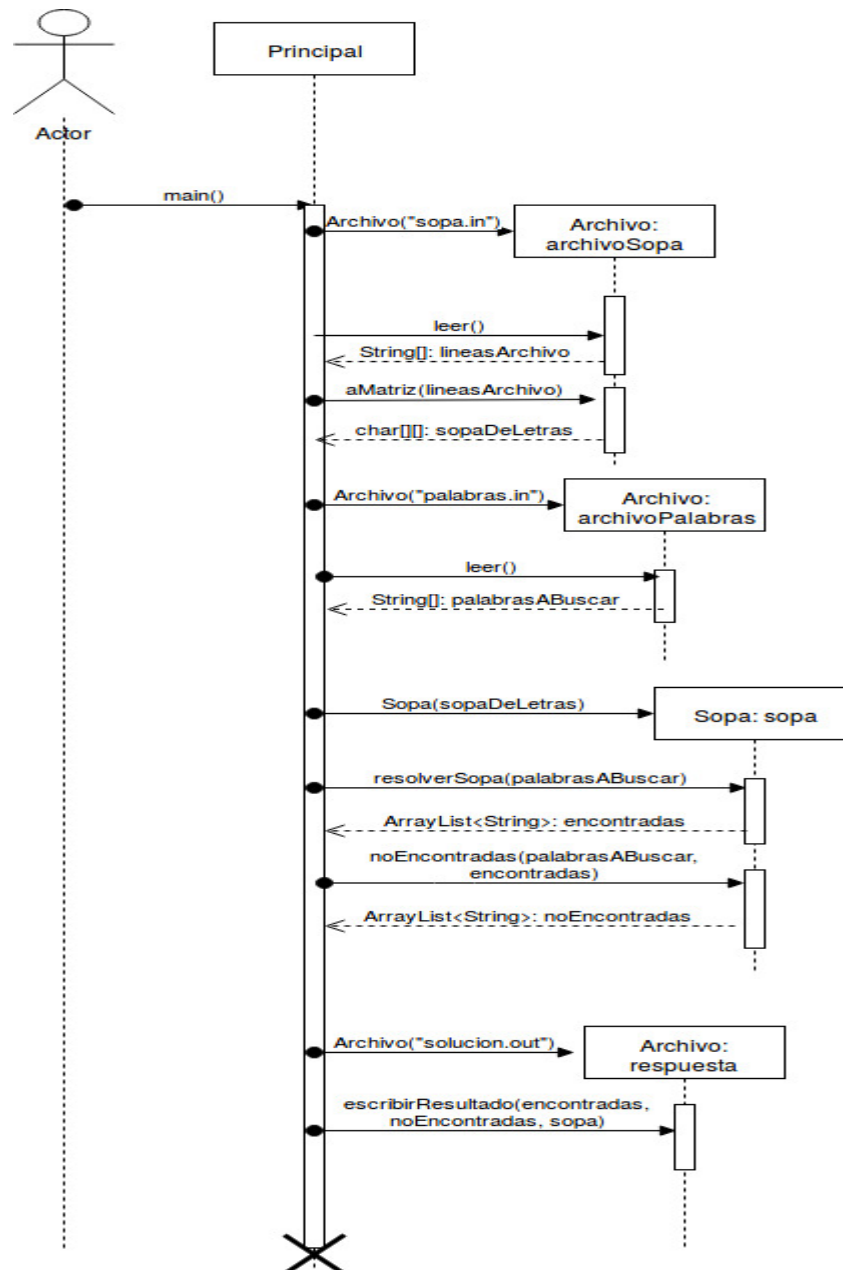 Principal
Actor
main()
Archivo("sopa.in")
Archivo:
archivoSopa
leer()
String[]: lineasArchivo
aMatriz(lineasArchivo)
char[][]: sopaDeLetras
Archivo("palabras.in")
Archivo:
archivoPalabras
leer()
String[]: palabrasABuscar
Sopa(sopaDeLetras)
Sopa: sopa
resolverSopa(palabrasABuscar)
ArrayList<String>: encontradas
noEncontradas(palabrasABuscar,
encontradas)
ArrayList<String>: noEncontradas
Archivo("solucion.out")
Archivo:
respuesta
escribirResultado(encontradas,
noEncontradas, sopa)